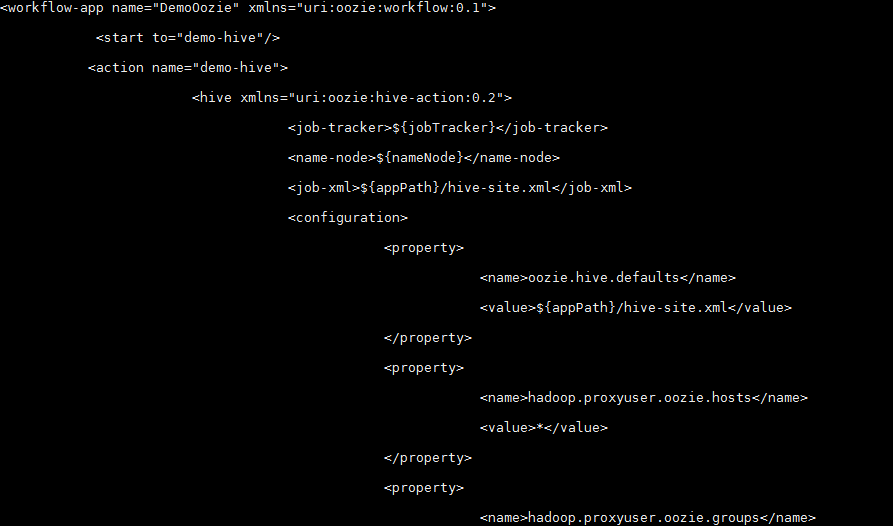 <workflow-app name="DemoOozie" xmlns="uri:oozie:workflow:0.1">
<start to="demo-hive"/>
<action name="demo-hive">
<hive xmlns="uri:oozie:hive-action:0.2">
<job-tracker>${jobTracker}</job-tracker>
<name-node>${nameNode}</name-node>
<job-xml>${appPath}/hive-site.xml</job-xml>
<configuration>
<property>
<name>oozie.hive.defaults</name>
<value>${appPath}/hive-site.xml</value>
</property>
<property>
<name>hadoop.proxyuser.oozie.hosts</name>
<value>*</value>
</property>
<property>
<name>hadoop.proxyuser.oozie.groups</name>